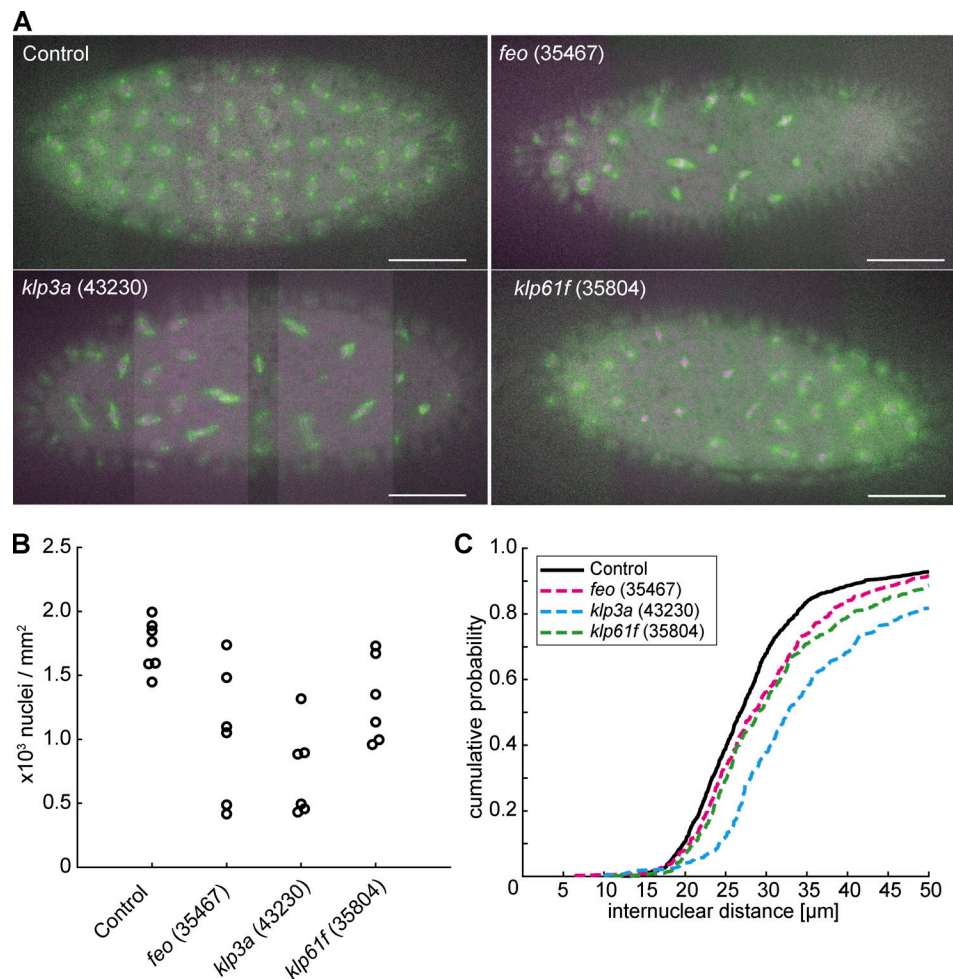 A
Control
feo (35467)
klp3a (43230)
klp61f (35804)
B
x10³ nuclei / mm²
2.5
2.0
1.5
1.0
0.5
0
Control
feo (35467)
klp3a (43230)
klp61f (35804)
C
cumulative probability
1.0
0.8
0.6
0.4
0.2
0
Control
feo (35467)
klp3a (43230)
klp61f (35804)
5 10 15 20 25 30 35 40 45 50
internuclear distance [µm]